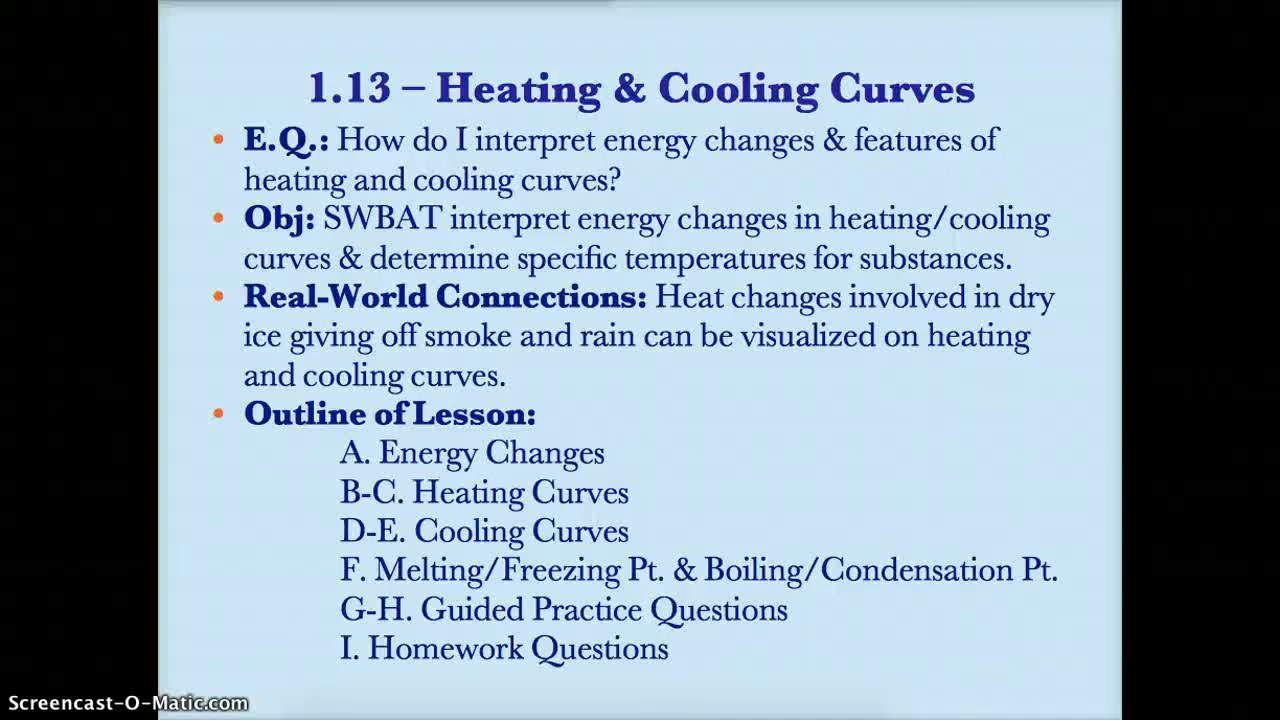 1.13 – Heating & Cooling Curves
• E.Q.: How do I interpret energy changes & features of
heating and cooling curves?
• Obj: SWBAT interpret energy changes in heating/cooling
curves & determine specific temperatures for substances.
• Real-World Connections: Heat changes involved in dry
ice giving off smoke and rain can be visualized on heating
and cooling curves.
• Outline of Lesson:
A. Energy Changes
B-C. Heating Curves
D-E. Cooling Curves
F. Melting/Freezing Pt. & Boiling/Condensation Pt.
G-H. Guided Practice Questions
I. Homework Questions
Screencast-O-Matic.com